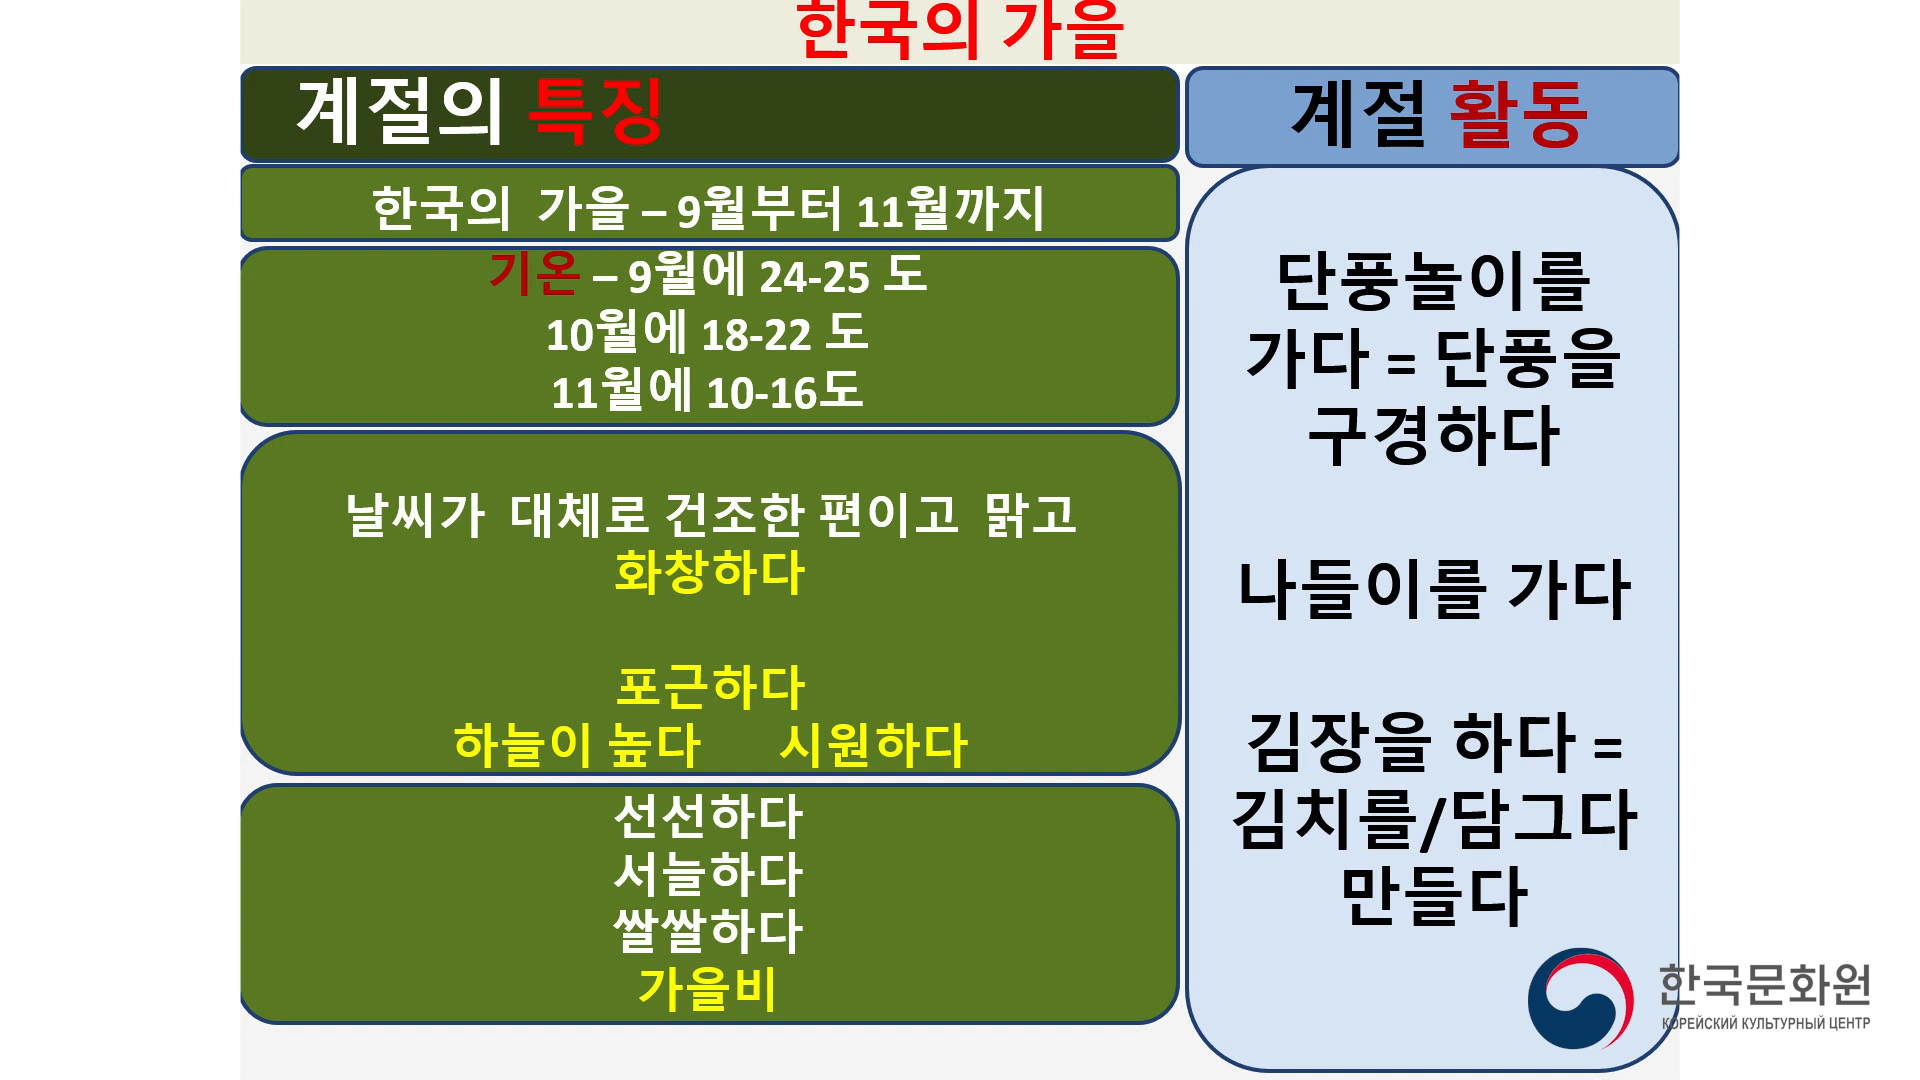 한국의 가을
계절의 특징
한국의 가을 – 9월부터 11월까지
기온 – 9월에 24-25 도
10월에 18-22 도
11월에 10-16도
날씨가 대체로 건조한 편이고 맑고
화창하다
포근하다
하늘이 높다 시원하다
선선하다
서늘하다
쌀쌀하다
가을비
계절 활동
단풍놀이를
가다 = 단풍을
구경하다
나들이를 가다
김장을 하다 =
김치를/담그다
만들다
한국문화원
КОРЕЙСКИЙ КУЛЬТУРНЫЙ ЦЕНТР